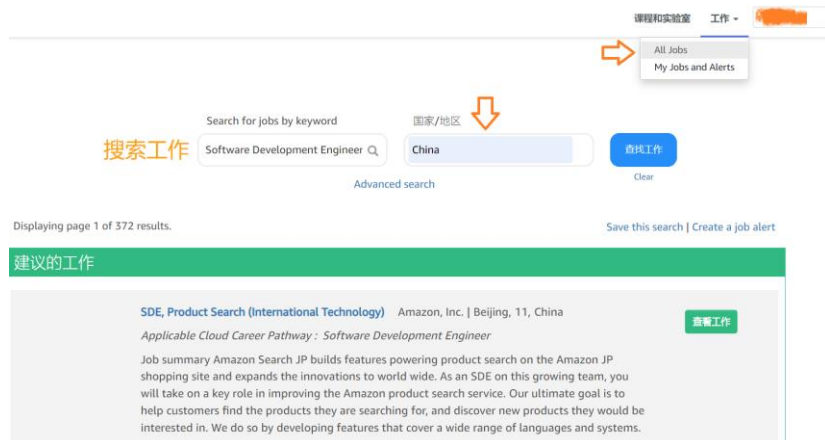 课程和实验室 工作
All Jobs
My Jobs and Alerts
Search for jobs by keyword 国家/地区
搜索工作 Software Development Engineer China 查找工作
Advanced search Clear
Displaying page 1 of 372 results. Save this search | Create a job alert
建议的工作
SDE, Product Search (International Technology) Amazon, Inc. | Beijing, 11, China 查看工作
Applicable Cloud Career Pathway : Software Development Engineer
Job summary Amazon Search JP builds features powering product search on the Amazon JP
shopping site and expands the innovations to world wide. As an SDE on this growing team, you
will take on a key role in improving the Amazon product search service. Our ultimate goal is to
help customers find the products they are searching for, and discover new products they would be
interested in. We do so by developing features that cover a wide range of languages and systems.